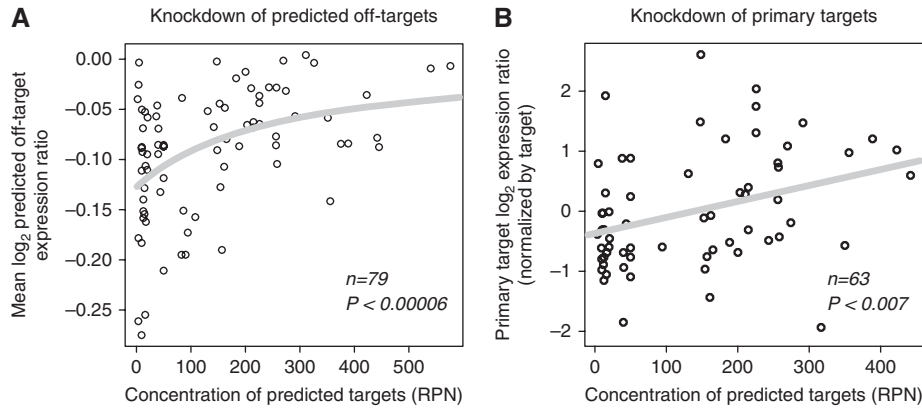 A
Knockdown of predicted off-targets
Mean log2 predicted off-target
expression ratio
0.00
−0.05
−0.10
−0.15
−0.20
−0.25
n=79
P < 0.00006
0 100 200 300 400 500
Concentration of predicted targets (RPN)
B
Knockdown of primary targets
Primary target log2 expression ratio
(normalized by target)
2
1
0
−1
−2
n=63
P < 0.007
0 100 200 300 400
Concentration of predicted targets (RPN)